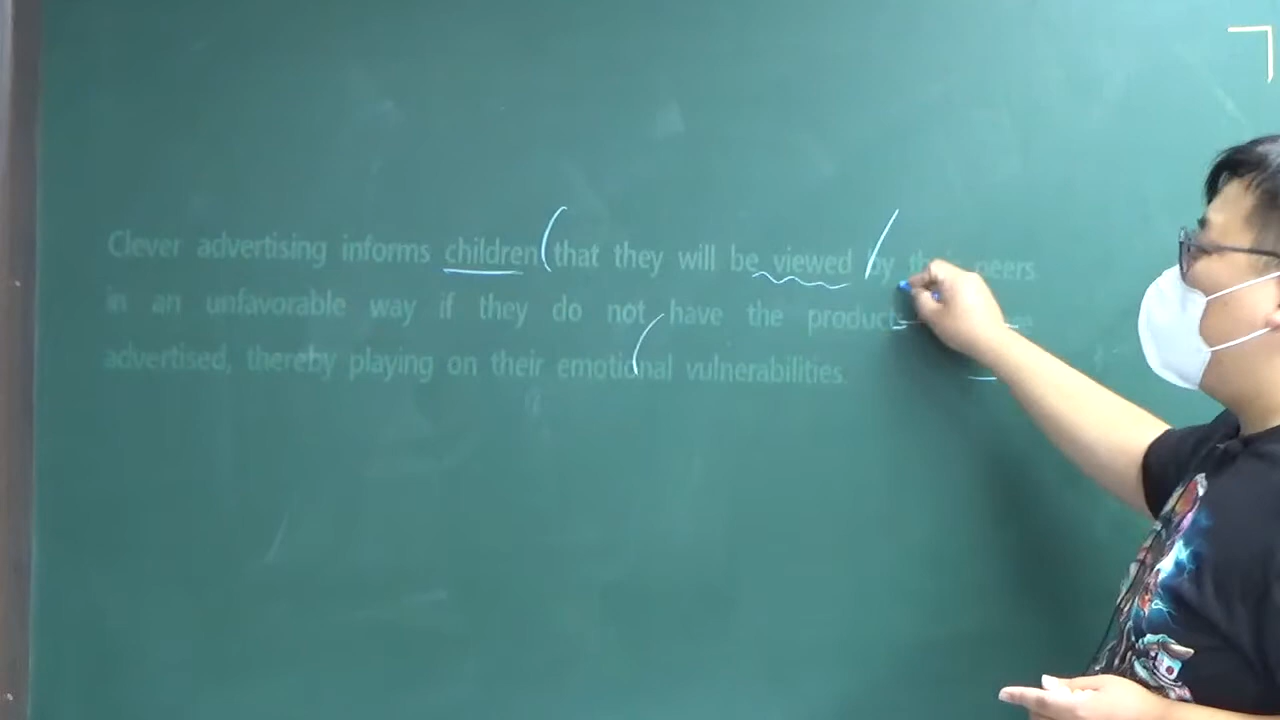 Clever advertising informs children that they will be viewed by their peers
in an unfavorable way if they do not have the products
advertised, thereby playing on their emotional vulnerabilities.